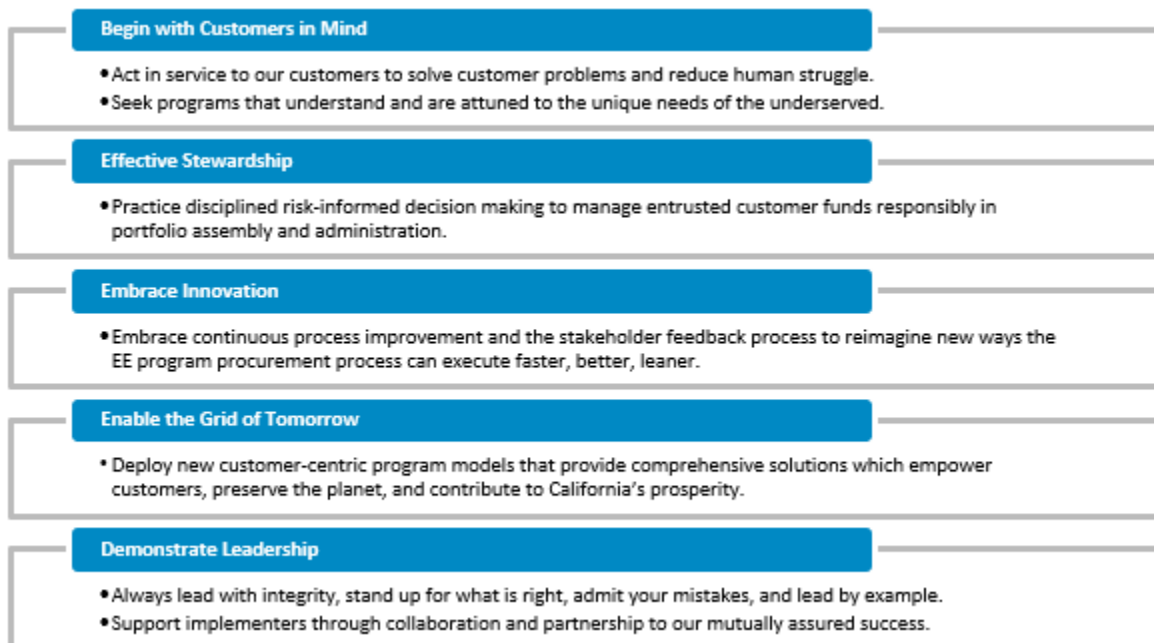 Begin with Customers in Mind
•Act in service to our customers to solve customer problems and reduce human struggle.
•Seek programs that understand and are attuned to the unique needs of the underserved.
Effective Stewardship
•Practice disciplined risk-informed decision making to manage entrusted customer funds responsibly in
portfolio assembly and administration.
Embrace Innovation
•Embrace continuous process improvement and the stakeholder feedback process to reimagine new ways the
EE program procurement process can execute faster, better, leaner.
Enable the Grid of Tomorrow
• Deploy new customer-centric program models that provide comprehensive solutions which empower
customers, preserve the planet, and contribute to California’s prosperity.
Demonstrate Leadership
•Always lead with integrity, stand up for what is right, admit your mistakes, and lead by example.
•Support implementers through collaboration and partnership to our mutually assured success.